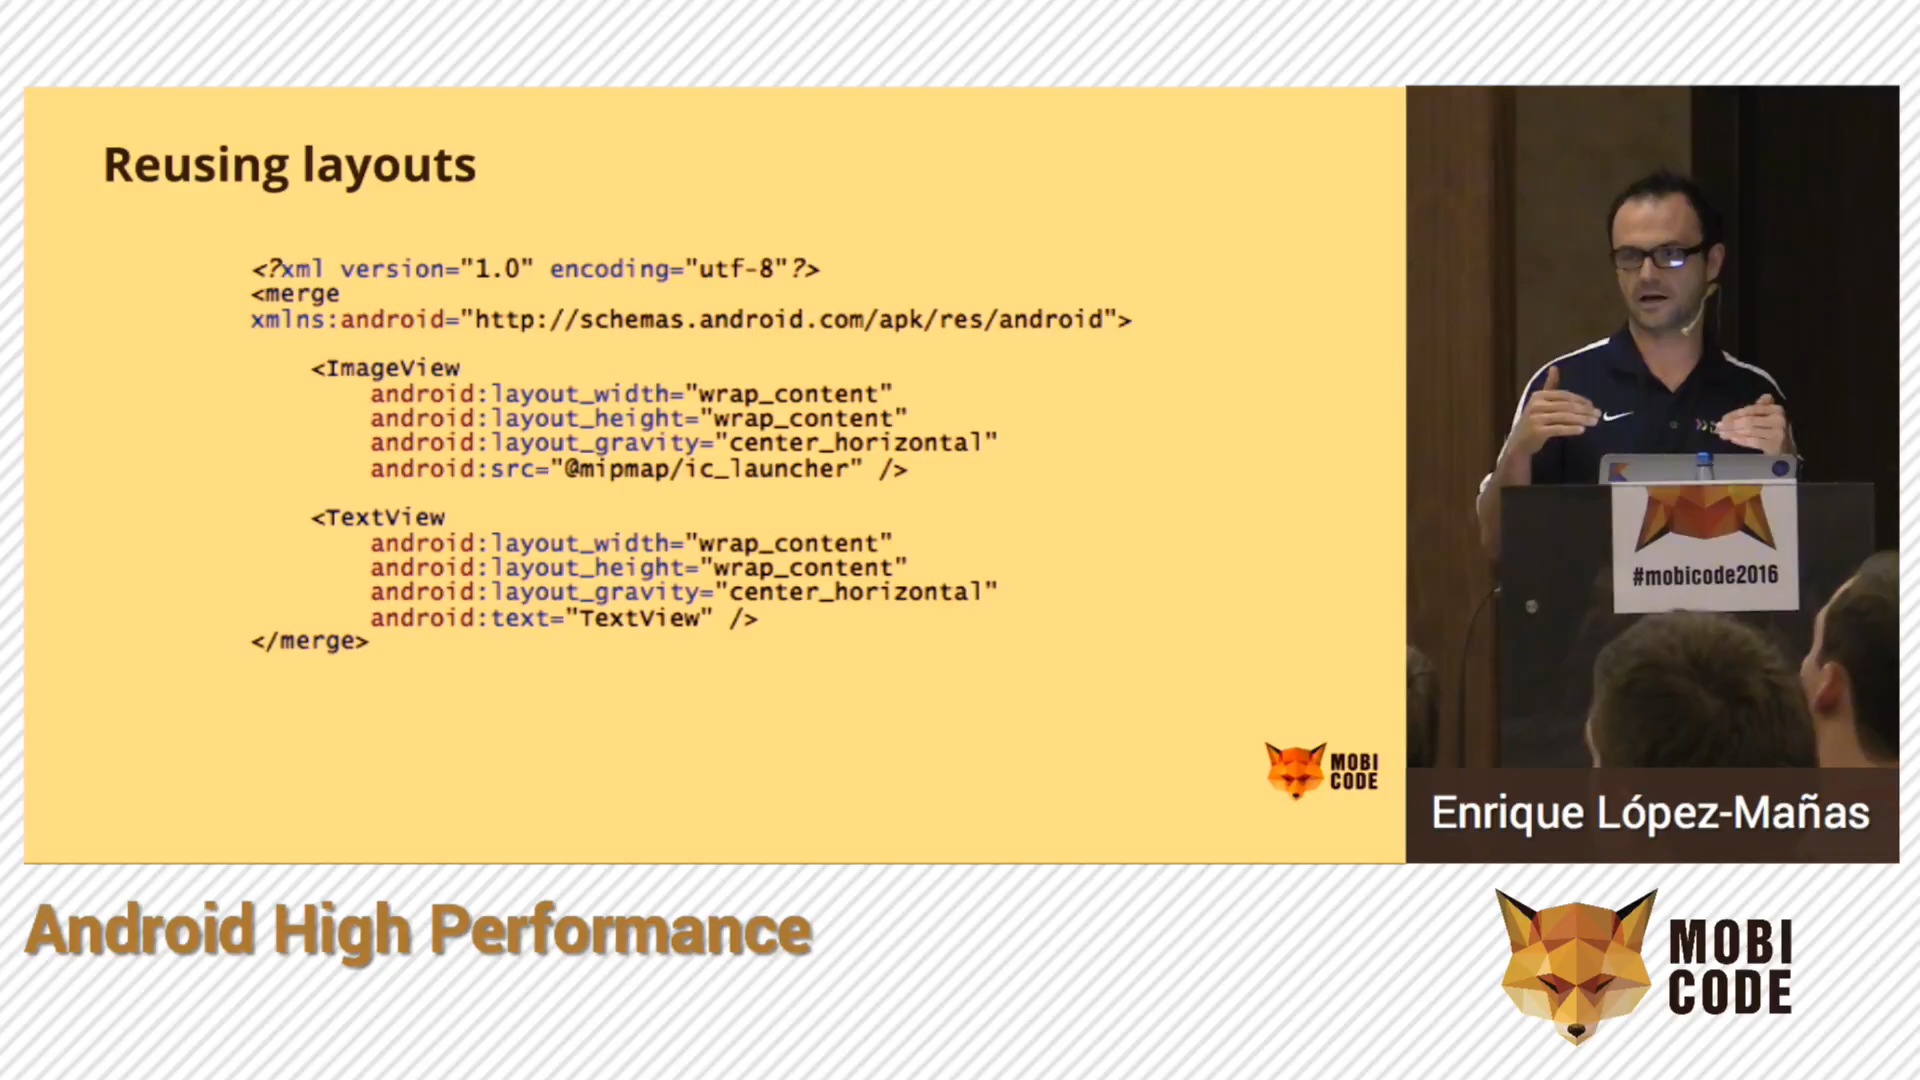 Reusing layouts
<?xml version="1.0" encoding="utf-8"?>
<merge
xmlns:android="http://schemas.android.com/apk/res/android">
<ImageView
android:layout_width="wrap_content"
android:layout_height="wrap_content"
android:layout_gravity="center_horizontal"
android:src="@mipmap/ic_launcher" />
<TextView
android:layout_width="wrap_content"
android:layout_height="wrap_content"
android:layout_gravity="center_horizontal"
android:text="TextView" />
</merge>
MOBI
CODE
#mobicode2016
Enrique López-Mañas
Android High Performance
MOBI
CODE